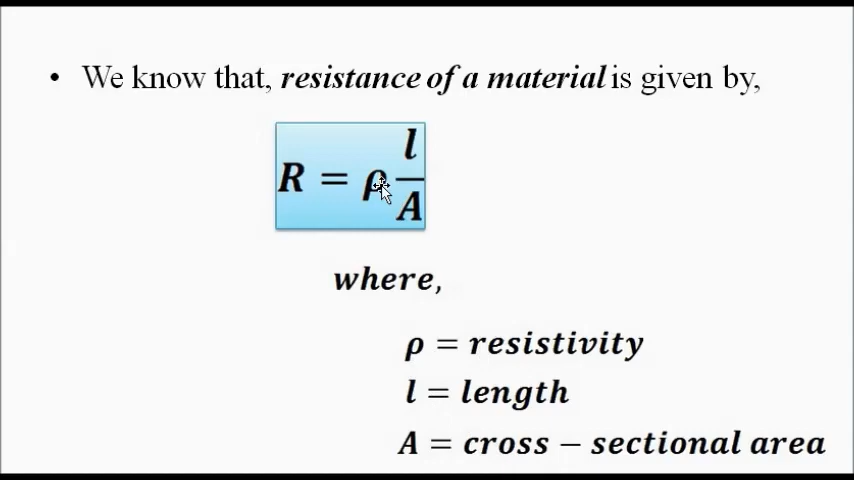 • We know that, resistance of a material is given by,
R = ρ l/A
where,
ρ = resistivity
l = length
A = cross − sectional area